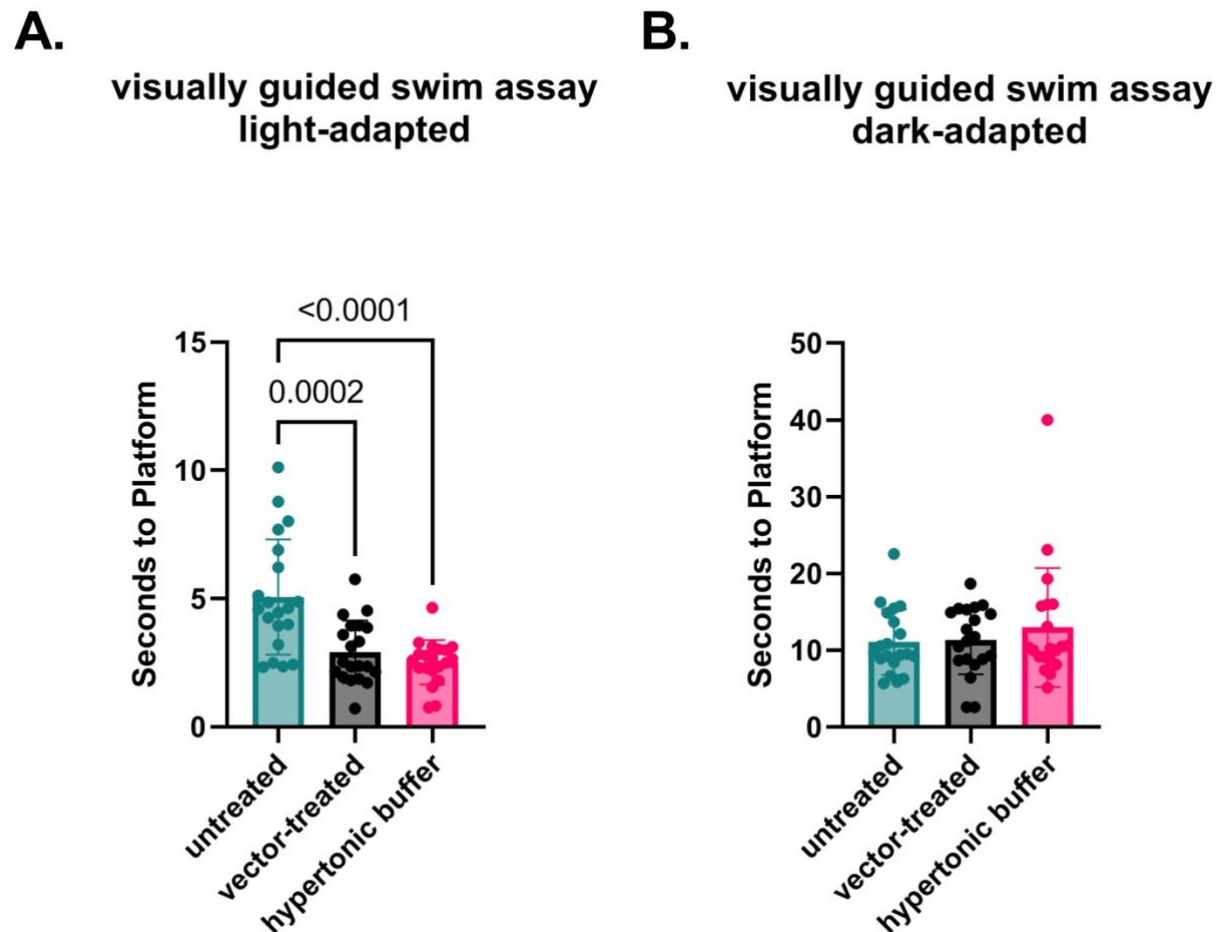 A.
visually guided swim assay
light-adapted
<0.0001
0.0002
15
10
5
0
Seconds to Platform
untreated
vector-treated
hypertonic buffer
B.
visually guided swim assay
dark-adapted
50
40
30
20
10
0
Seconds to Platform
untreated
vector-treated
hypertonic buffer